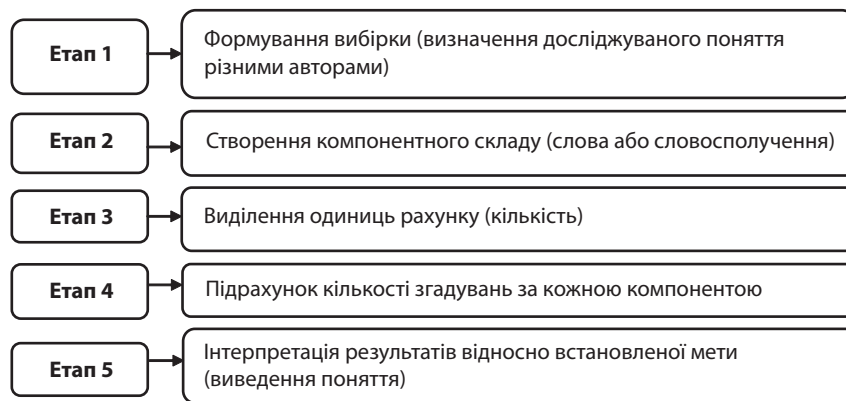 Етап 1
Формування вибірки (визначення досліджуваного поняття
різними авторами)
Етап 2
Створення компонентного складу (слова або словосполучення)
Етап 3
Виділення одиниць рахунку (кількість)
Етап 4
Підрахунок кількості згадувань за кожною компонентою
Етап 5
Інтерпретація результатів відносно встановленої мети
(виведення поняття)